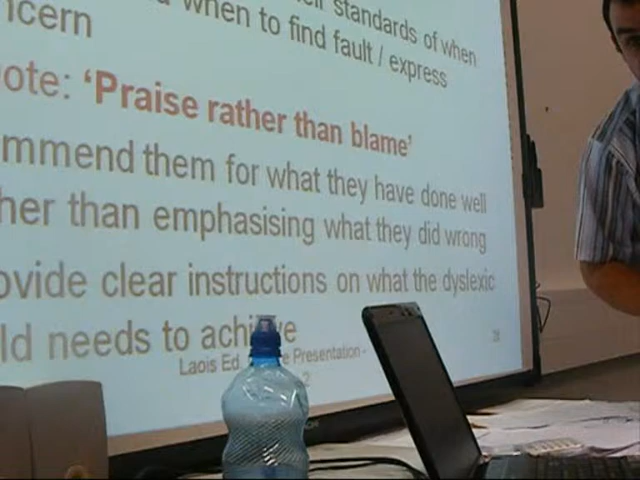 standards of when
when to find fault / express
ncern
ote: ‘Praise rather than blame’
mmend them for what they have done well
her than emphasising what they did wrong
ovide clear instructions on what the dyslexic
ld needs to achieve
Laois Ed e Presentation -
2